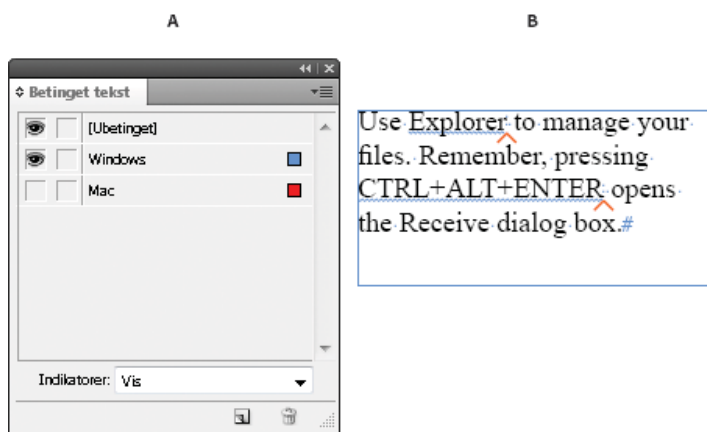 A
B
Betinget tekst
[Ubetinget]
Windows
Mac
Indikatorer: Vis
Use Explorer to manage your
files. Remember, pressing
CTRL+ALT+ENTER opens
the Receive dialog box.#